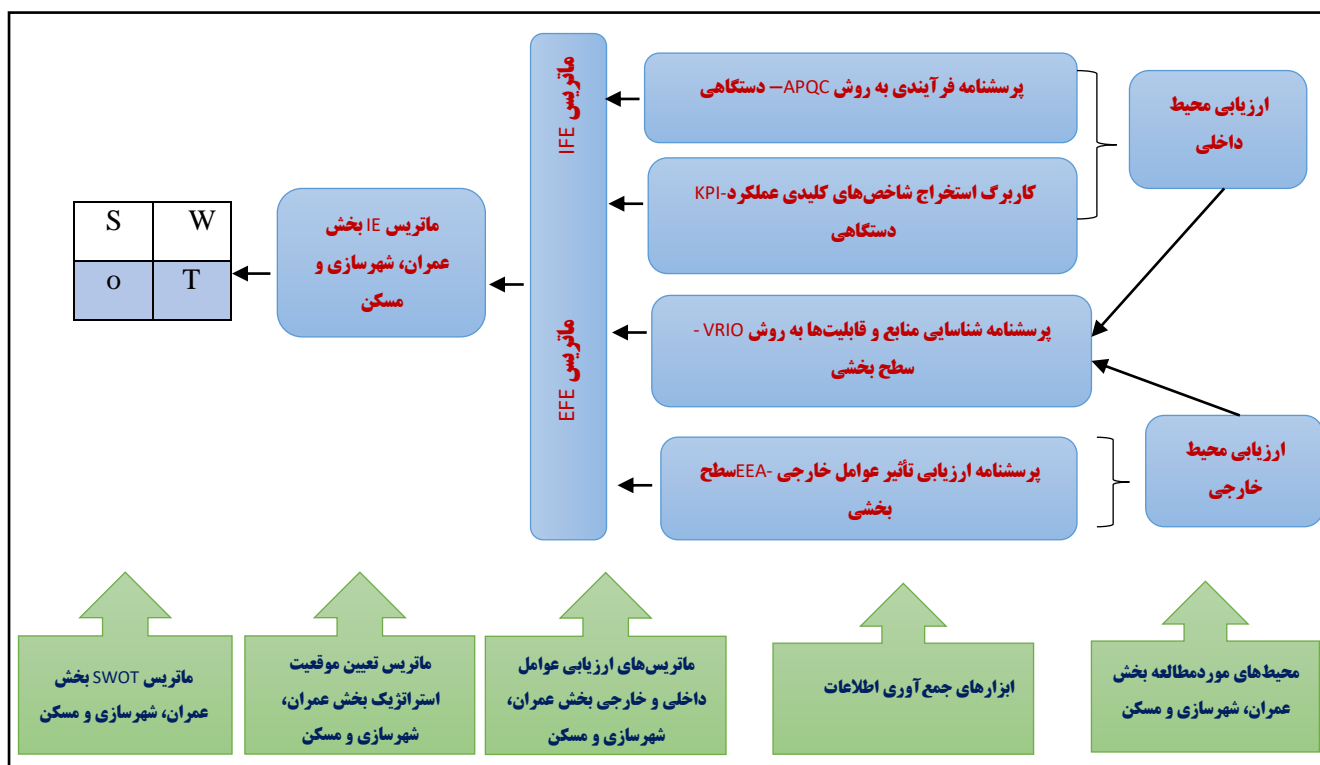 ارزیابی محیط
داخلی
ارزیابی محیط
خارجی
پرسشنامه فرآیندی به روش APQC– دستگاهی
کاربرگ استخراج شاخص‌های کلیدی عملکرد-KPI
دستگاهی
پرسشنامه شناسایی منابع و قابلیت‌ها به روش VRIO -
سطح بخشی
پرسشنامه ارزیابی تأثیر عوامل خارجی -EEAسطح
بخشی
ماتریس IFE
ماتریس EFE
ماتریس IE بخش
عمران، شهرسازی و
مسکن
S W
o T
محیط‌های موردمطالعه بخش
عمران، شهرسازی و مسکن
ابزارهای جمع‌آوری اطلاعات
ماتریس‌های ارزیابی عوامل
داخلی و خارجی بخش عمران،
شهرسازی و مسکن
ماتریس تعیین موقعیت
استراتژیک بخش عمران،
شهرسازی و مسکن
ماتریس SWOT بخش
عمران، شهرسازی و مسکن